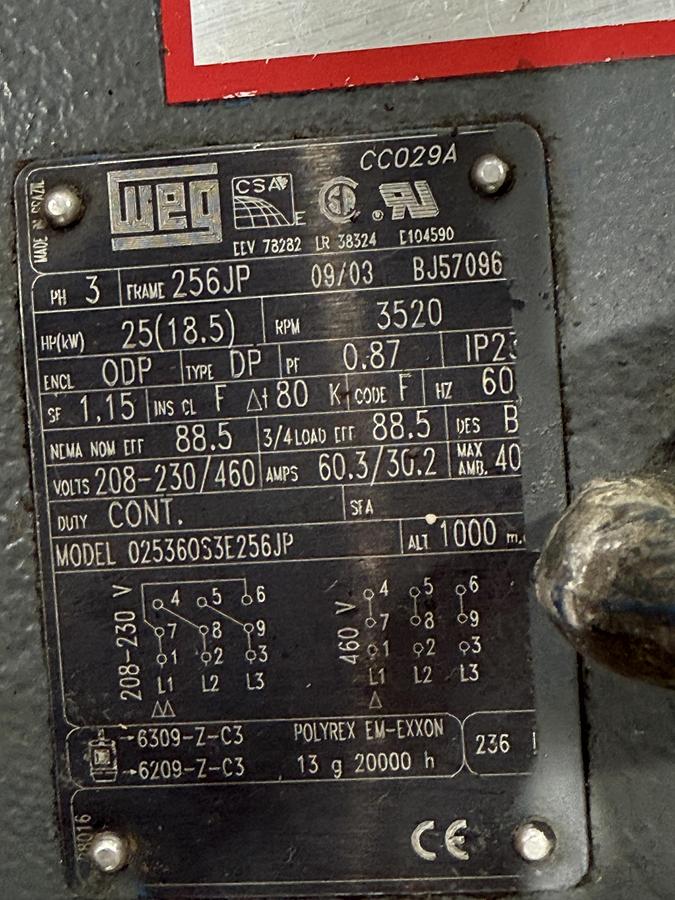 CC029A
WEG CSA E SA
MADE IN BRAZIL
EEV 78282 LR 38324 E104590
PH 3 FRAME 256JP 09/03 BJ57096
HP(kW) 25(18.5) RPM 3520
ENCL ODP TYPE DP PF 0.87 IP23
SF 1.15 INS CL F Δt 80 K CODE F HZ 60
NEMA NOM EFF 88.5 3/4 LOAD EFF 88.5 DES B
VOLTS 208-230/460 AMPS 60.3/30.2 MAX AMB. 40
DUTY CONT. SFA
MODEL 02536OS3E256JP ALT 1000 m.
208-230 V 4 5 6 460 V 4 5 6
7 8 9 7 8 9
1 2 3 1 2 3
L1 L2 L3 L1 L2 L3
ΔΔ Δ
→6309-Z-C3 POLYREX EM-EXXON
→6209-Z-C3 13 g 20000 h 236
CE